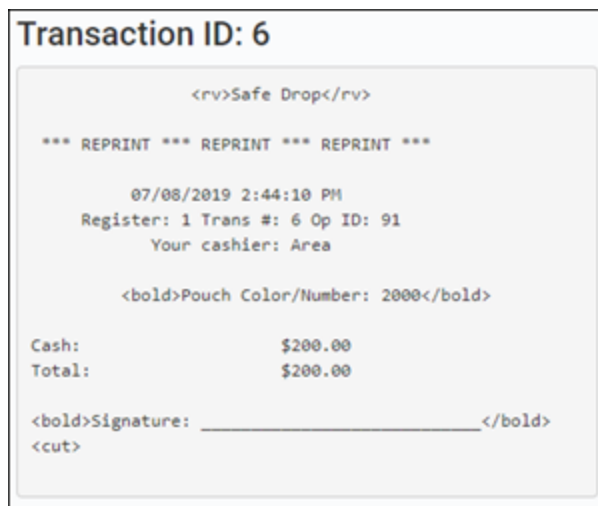 Transaction ID: 6
<rv>Safe Drop</rv>
*** REPRINT *** REPRINT *** REPRINT ***
07/08/2019 2:44:10 PM
Register: 1 Trans #: 6 Op ID: 91
Your cashier: Area
<bold>Pouch Color/Number: 2000</bold>
Cash: $200.00
Total: $200.00
<bold>Signature: ____________________________</bold>
<cut>